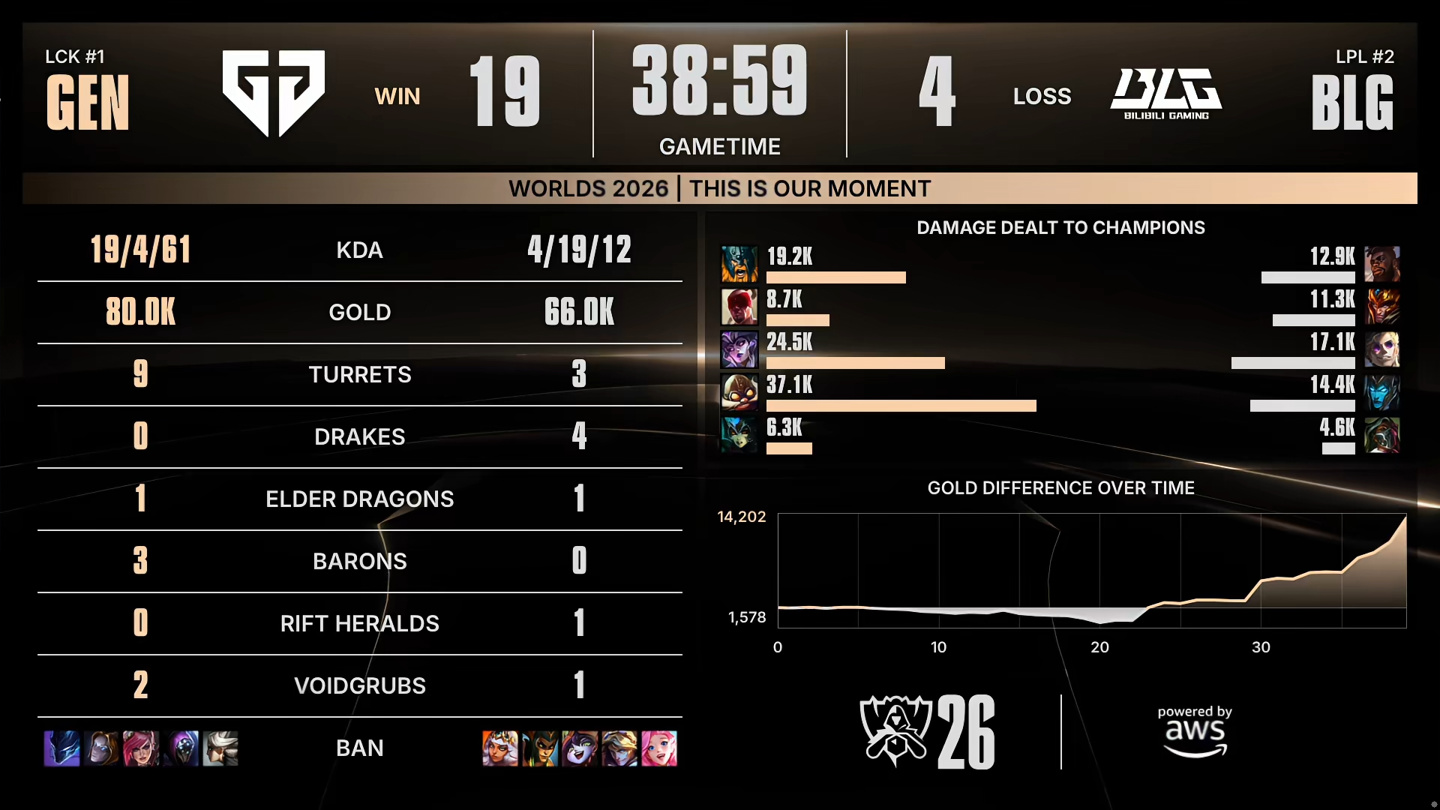 LCK #1
GEN
WIN
19
38:59
GAMETIME
4
LOSS
BLG
BILIBILI GAMING
LPL #2
BLG
WORLDS 2026 | THIS IS OUR MOMENT
19/4/61 KDA 4/19/12
80.0K GOLD 66.0K
9 TURRETS 3
0 DRAKES 4
1 ELDER DRAGONS 1
3 BARONS 0
0 RIFT HERALDS 1
2 VOIDGRUBS 1
BAN
DAMAGE DEALT TO CHAMPIONS
19.2K 12.9K
8.7K 11.3K
24.5K 17.1K
37.1K 14.4K
6.3K 4.6K
GOLD DIFFERENCE OVER TIME
14,202
1,578
0 10 20 30
26
powered by
aws